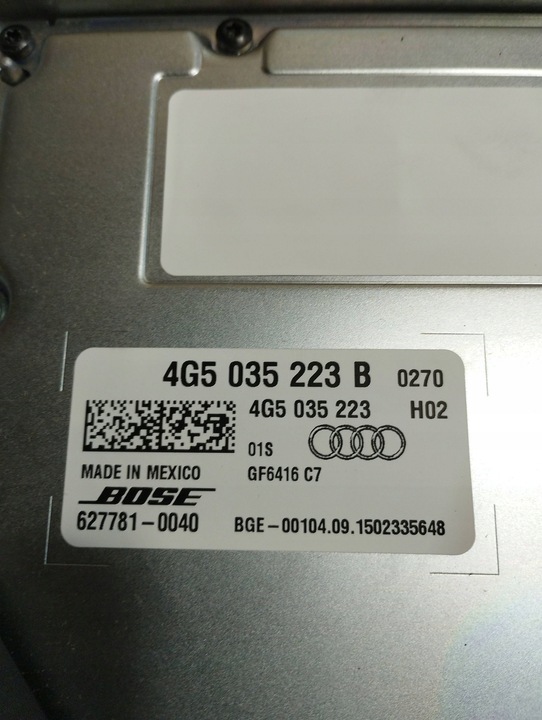 4G5 035 223 B 0270
4G5 035 223 H02
01S
GF6416 C7
MADE IN MEXICO
BOSE
627781-0040 BGE-00104.09.1502335648